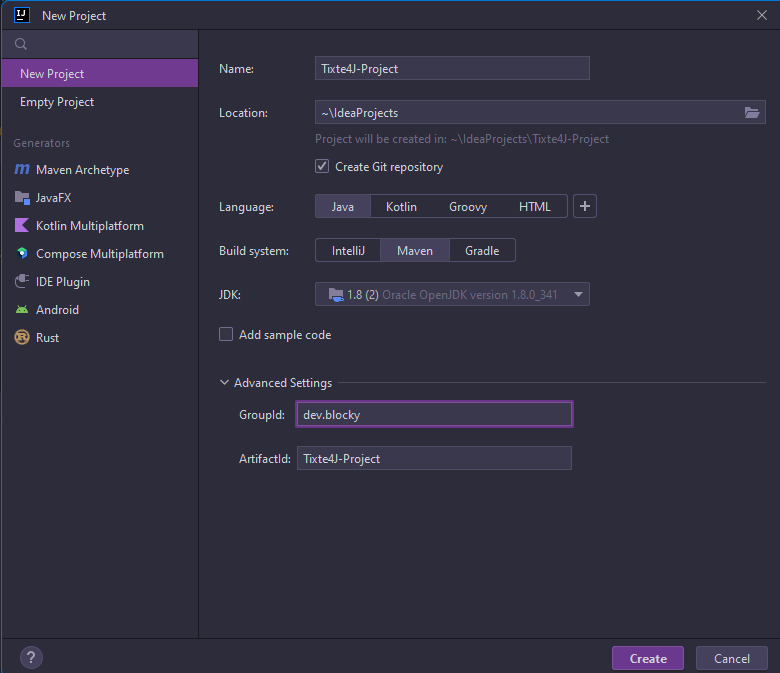 New Project
New Project
Empty Project
Generators
Maven Archetype
JavaFX
Kotlin Multiplatform
Compose Multiplatform
IDE Plugin
Android
Rust
Name: Tixte4J-Project
Location: ~\IdeaProjects
Project will be created in: ~\IdeaProjects\Tixte4J-Project
Create Git repository
Language: Java Kotlin Groovy HTML +
Build system: IntelliJ Maven Gradle
JDK: 1.8 (2) Oracle OpenJDK version 1.8.0_341
Add sample code
Advanced Settings
GroupId: dev.blocky
ArtifactId: Tixte4J-Project
? Create Cancel